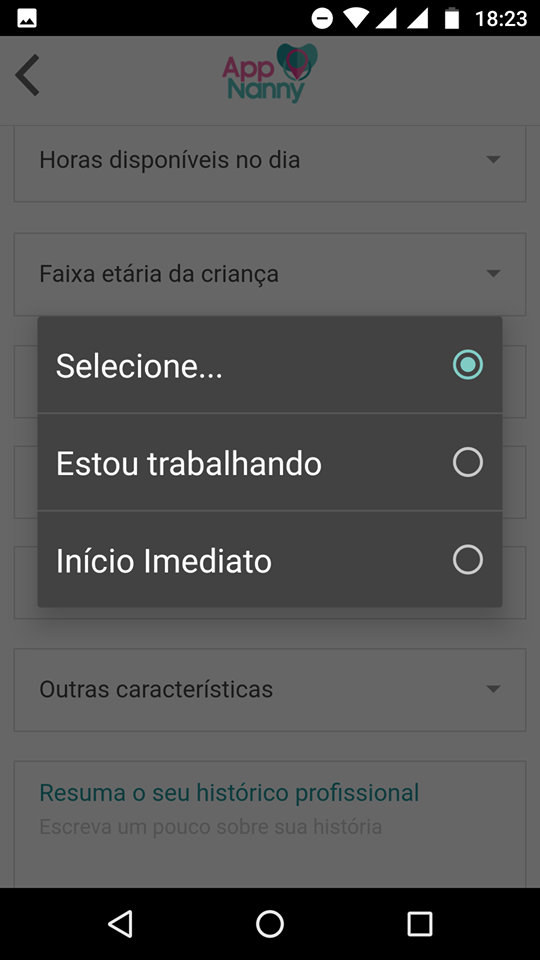 18:23
App
Nanny
Horas disponíveis no dia
Faixa etária da criança
Selecione...
Estou trabalhando
Início Imediato
Outras características
Resuma o seu histórico profissional
Escreva um pouco sobre sua história